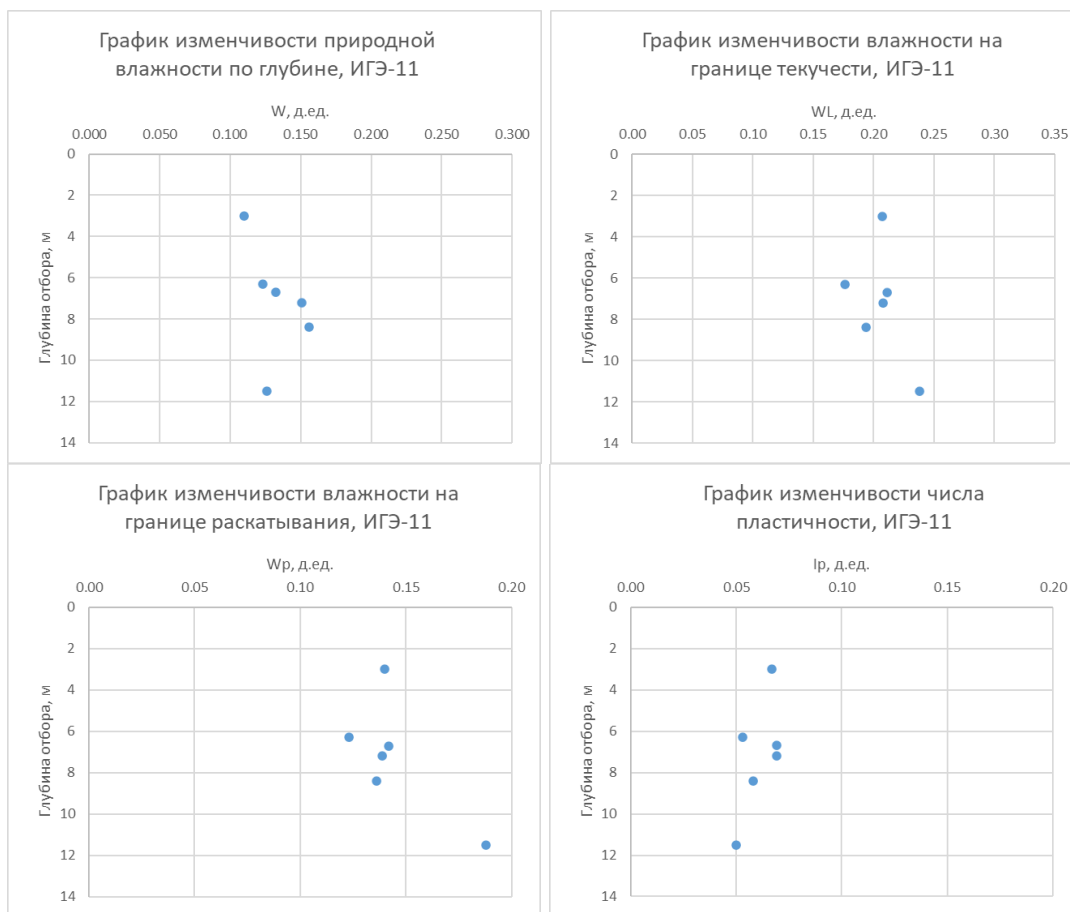 График изменчивости природной
влажности по глубине, ИГЭ-11
W, д.ед.
0.000 0.050 0.100 0.150 0.200 0.250 0.300
0
2
4
6
8
10
12
14
Глубина отбора, м
График изменчивости влажности на
границе текучести, ИГЭ-11
WL, д.ед.
0.00 0.05 0.10 0.15 0.20 0.25 0.30 0.35
0
2
4
6
8
10
12
14
Глубина отбора, м
График изменчивости влажности на
границе раскатывания, ИГЭ-11
Wp, д.ед.
0.00 0.05 0.10 0.15 0.20
0
2
4
6
8
10
12
14
Глубина отбора, м
График изменчивости числа
пластичности, ИГЭ-11
Ip, д.ед.
0.00 0.05 0.10 0.15 0.20
0
2
4
6
8
10
12
14
Глубина отбора, м